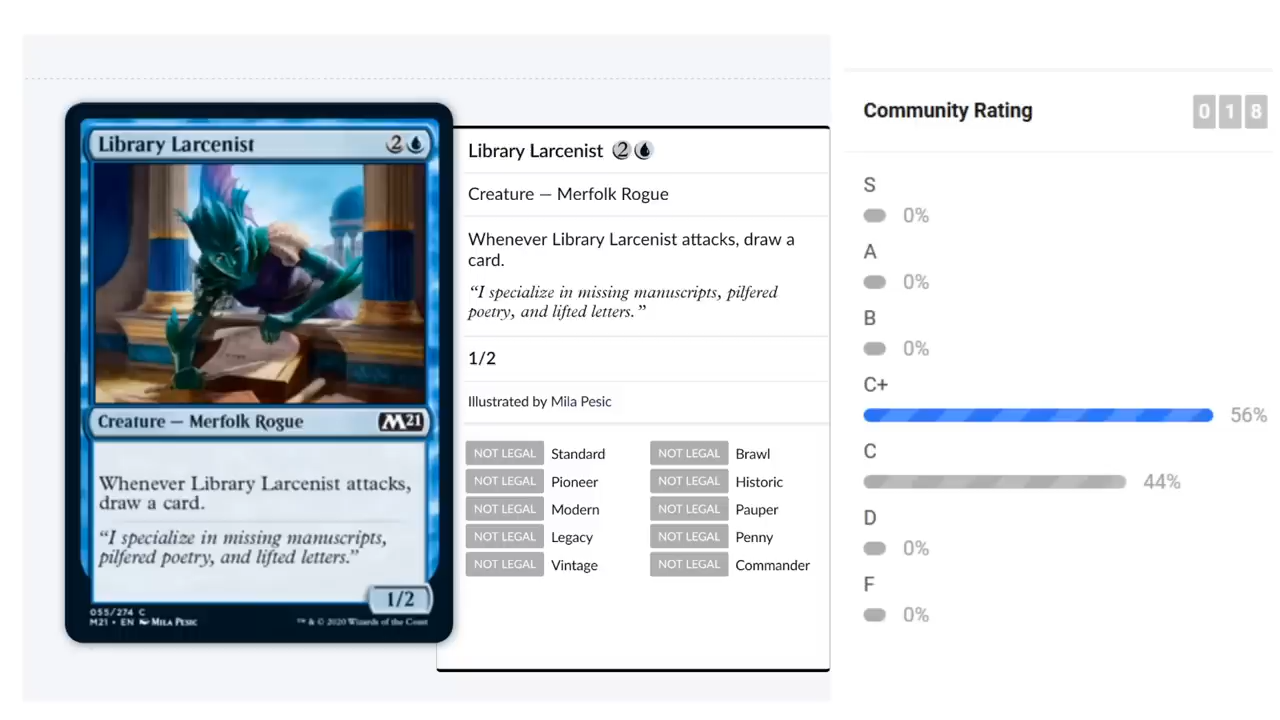 Library Larcenist 2
Creature — Merfolk Rogue
M21
Whenever Library Larcenist attacks,
draw a card.
“I specialize in missing manuscripts,
pilfered poetry, and lifted letters.”
1/2
055/274 C
M21 • EN MILA PESIC
™ & © 2020 Wizards of the Coast
Library Larcenist 2
Creature — Merfolk Rogue
Whenever Library Larcenist attacks, draw a
card.
“I specialize in missing manuscripts, pilfered
poetry, and lifted letters.”
1/2
Illustrated by Mila Pesic
NOT LEGAL Standard NOT LEGAL Brawl
NOT LEGAL Pioneer NOT LEGAL Historic
NOT LEGAL Modern NOT LEGAL Pauper
NOT LEGAL Legacy NOT LEGAL Penny
NOT LEGAL Vintage NOT LEGAL Commander
Community Rating 0 1 8
S
0%
A
0%
B
0%
C+
56%
C
44%
D
0%
F
0%